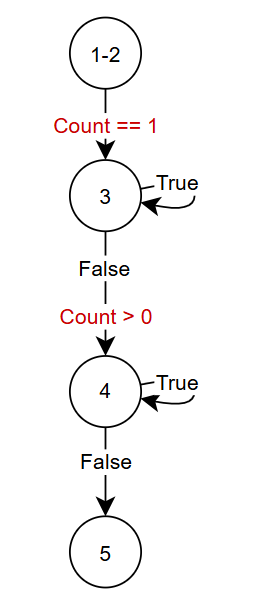 1-2
Count == 1
3
True
False
Count > 0
4
True
False
5